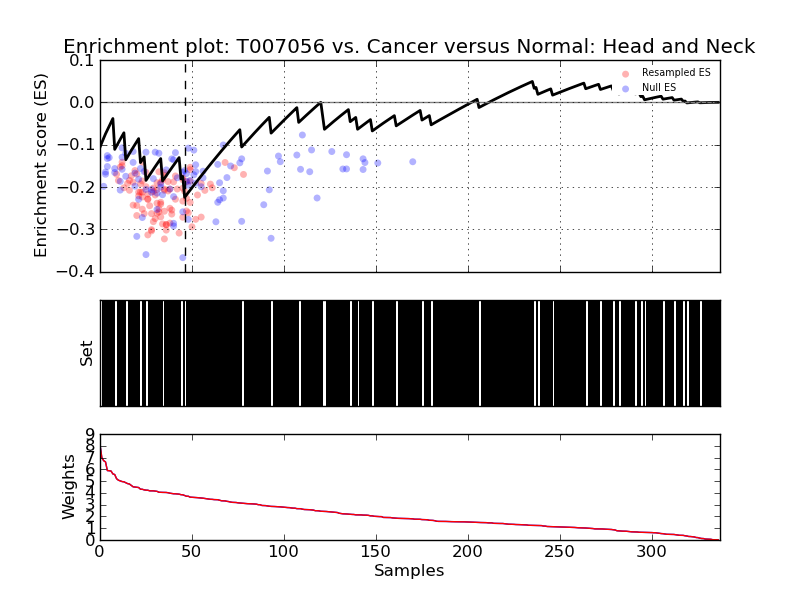 Enrichment plot: T007056 vs. Cancer versus Normal: Head and Neck
Enrichment score (ES)
0.1
0.0
−0.1
−0.2
−0.3
−0.4
Resampled ES
Null ES
Set
Weights
9
8
7
6
5
4
3
2
1
0
0 50 100 150 200 250 300
Samples